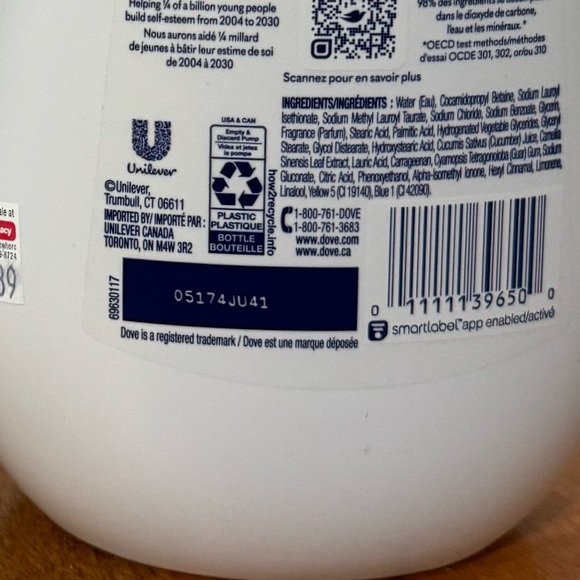 Helping ¼ of a billion young people
build self-esteem from 2004 to 2030
Nous aurons aidé ¼ milliard
de jeunes à bâtir leur estime de soi
de 2004 à 2030
dans le dioxyde de carbone,
l'eau et les minéraux.*
*OECD test methods/méthodes
d'essai OCDE 301, 302, or/ou 310
Scannez pour en savoir plus
INGREDIENTS/INGRÉDIENTS : Water (Eau), Cocamidopropyl Betaine, Sodium Lauroyl
Isethionate, Sodium Methyl Lauroyl Taurate, Sodium Chloride, Sodium Benzoate, Glycerin,
Fragrance (Parfum), Stearic Acid, Palmitic Acid, Hydrogenated Vegetable Glycerides, Glyceryl
Stearate, Glycol Distearate, Hydroxystearic Acid, Cucumis Sativus (Cucumber) Juice, Camellia
Sinensis Leaf Extract, Lauric Acid, Carrageenan, Cyamopsis Tetragonoloba (Guar) Gum, Sodium
Gluconate, Citric Acid, Phenoxyethanol, Alpha-Isomethyl Ionone, Hexyl Cinnamal, Limonene,
Linalool, Yellow 5 (CI 19140), Blue 1 (CI 42090).
Unilever
©Unilever,
Trumbull, CT 06611
IMPORTED BY/ IMPORTÉ PAR :
UNILEVER CANADA
TORONTO, ON M4W 3R2
USA & CAN
Empty &
Discard Pump
Videz et jetez
la pompe
PLASTIC
PLASTIQUE
BOTTLE
BOUTEILLE
how2recycle.info
1-800-761-DOVE
1-800-761-3683
www.dove.com
www.dove.ca
69630117
05174JU41
0 11111 39650 0
smartlabel™ app enabled/activé
Dove is a registered trademark / Dove est une marque déposée